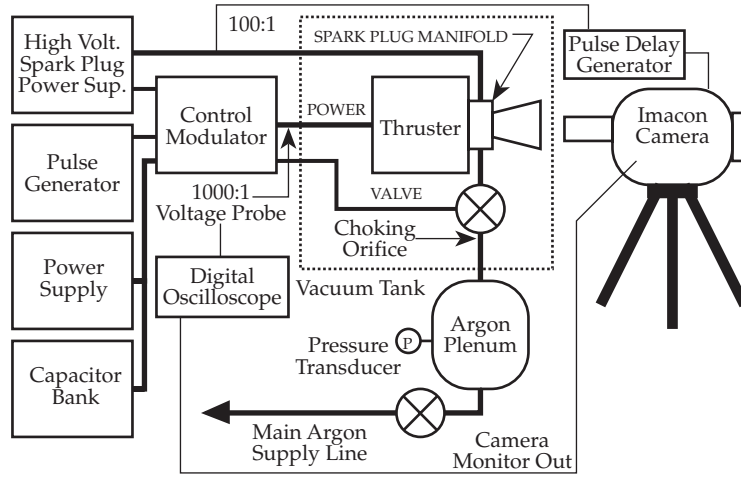 100:1
High Volt.
Spark Plug
Power Sup.
SPARK PLUG MANIFOLD
Pulse Delay
Generator
Control
Modulator
POWER
Thruster
Imacon
Camera
Pulse
Generator
1000:1
Voltage Probe
VALVE
Choking
Orifice
Power
Supply
Digital
Oscilloscope
Vacuum Tank
Argon
Plenum
Pressure
Transducer
P
Capacitor
Bank
Main Argon
Supply Line
Camera
Monitor Out